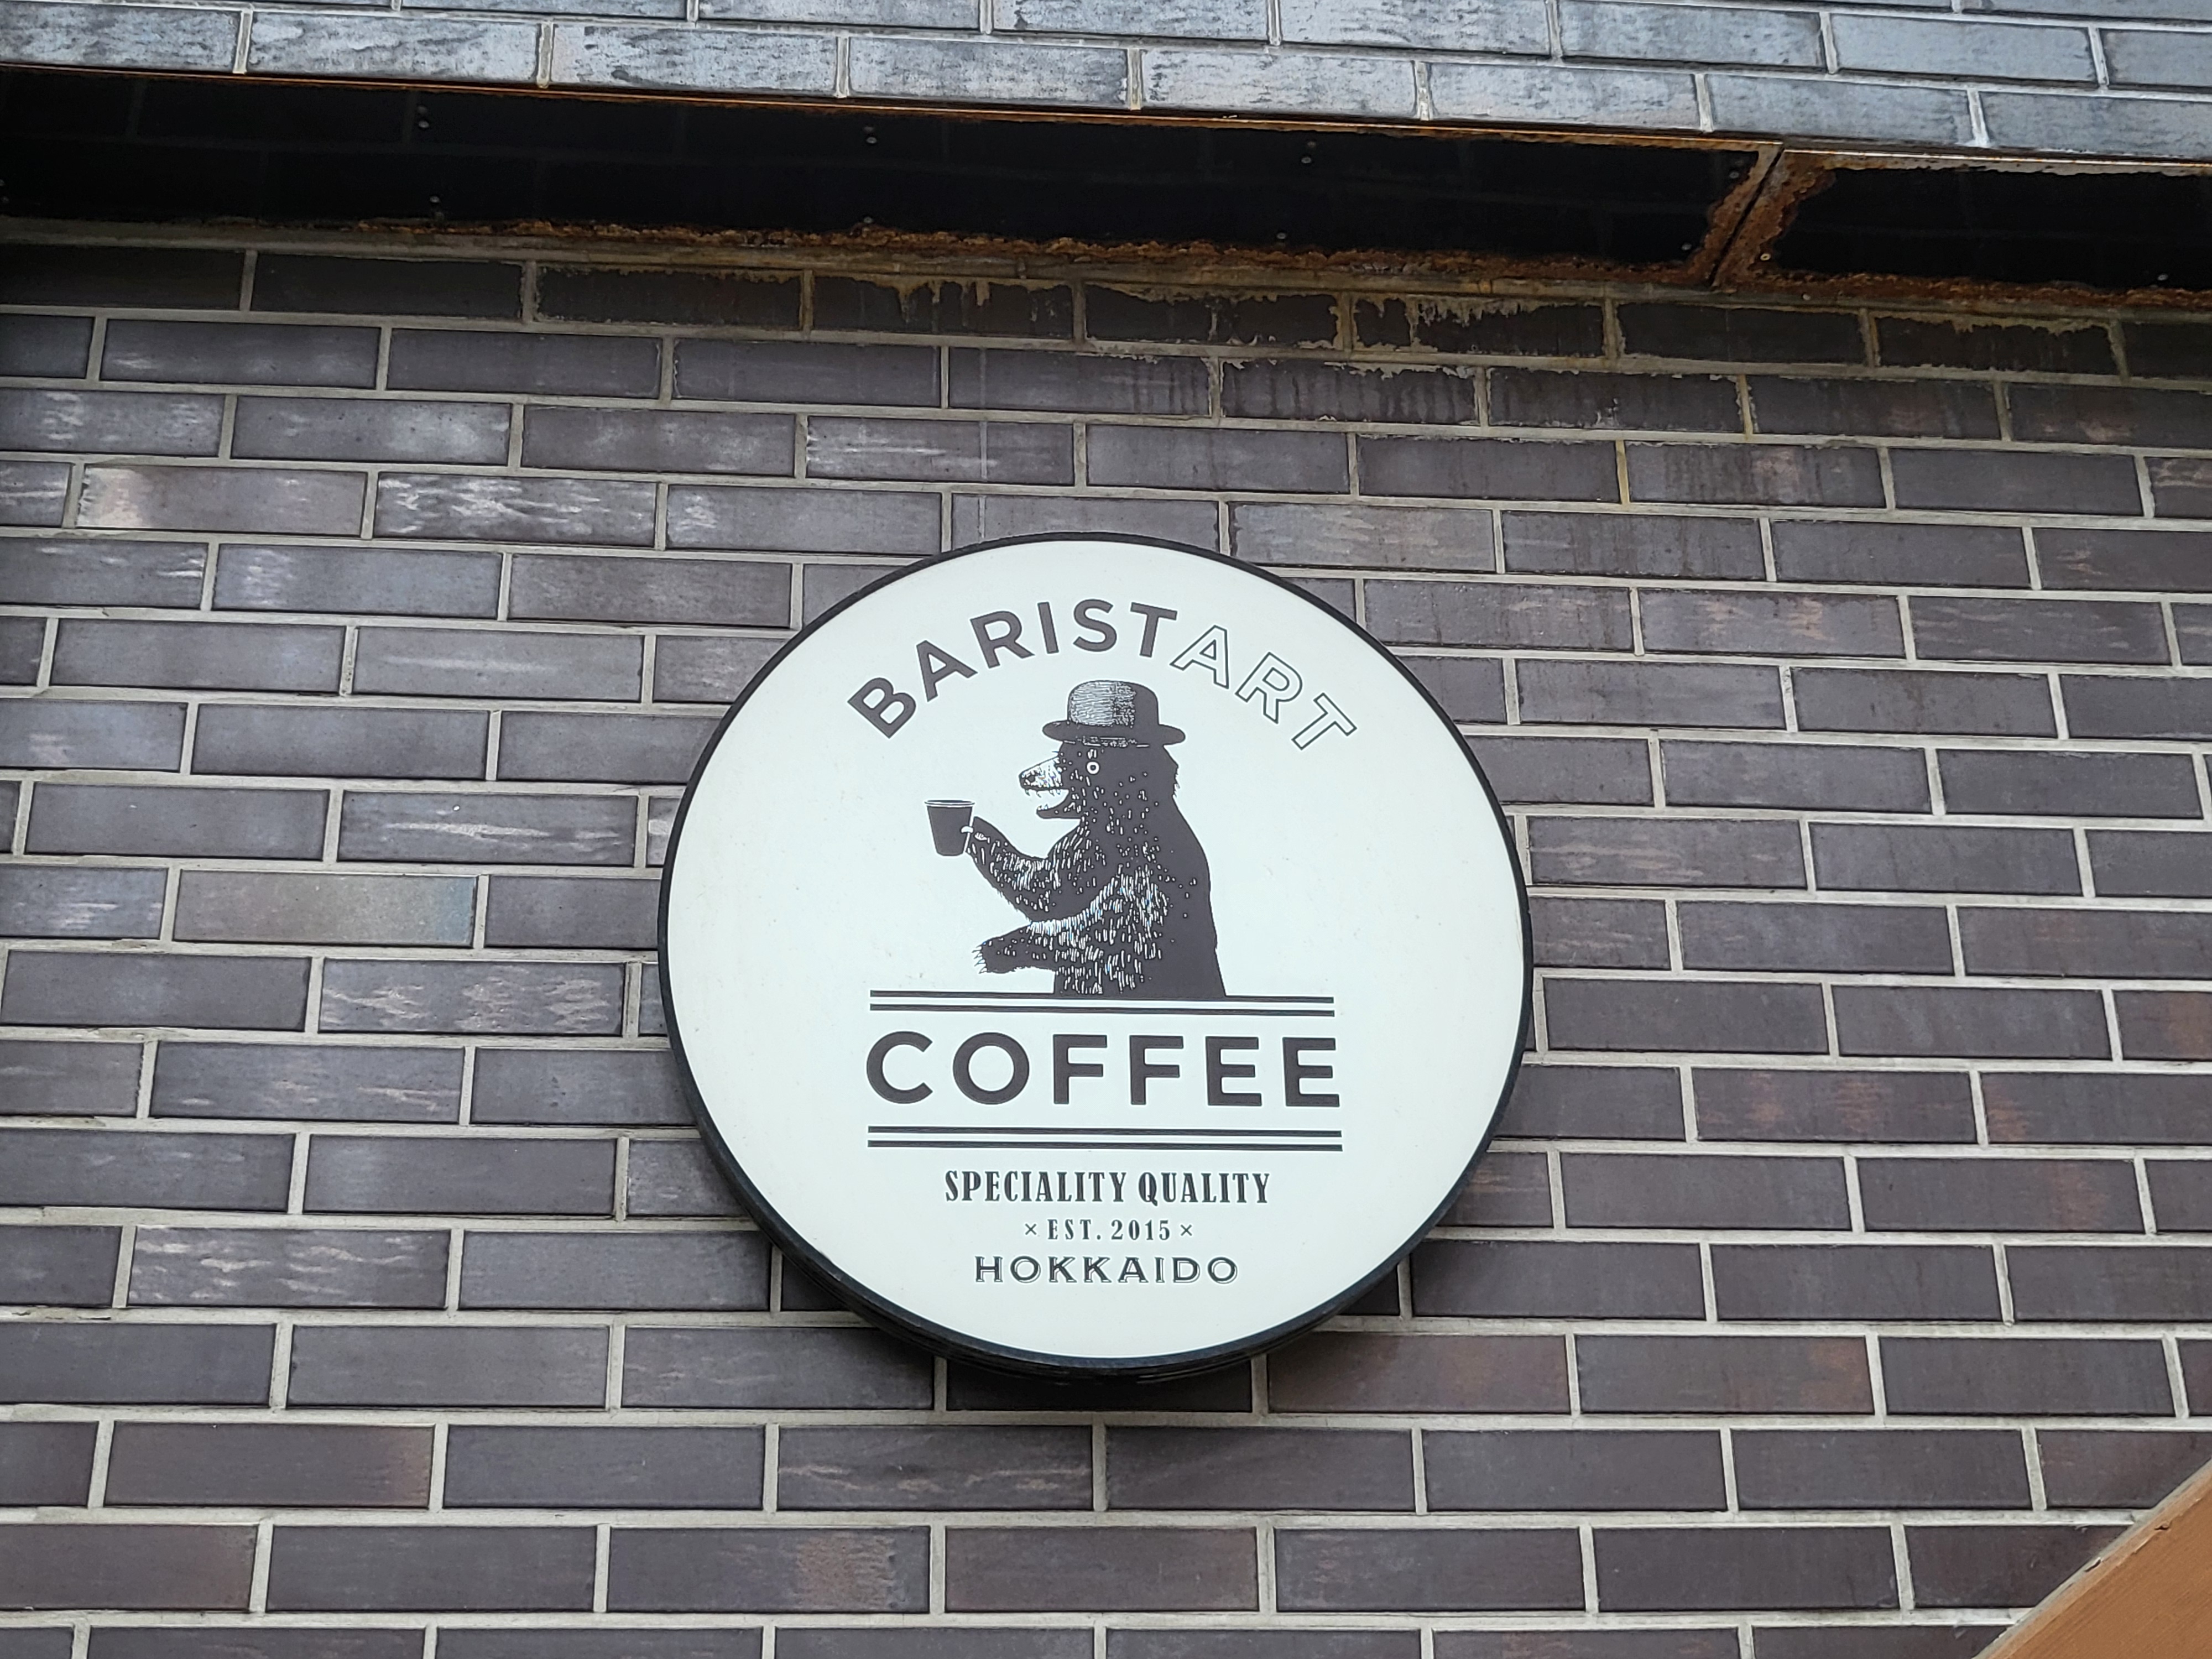 BARISTART
COFFEE
SPECIALITY QUALITY
× EST. 2015 ×
HOKKAIDO